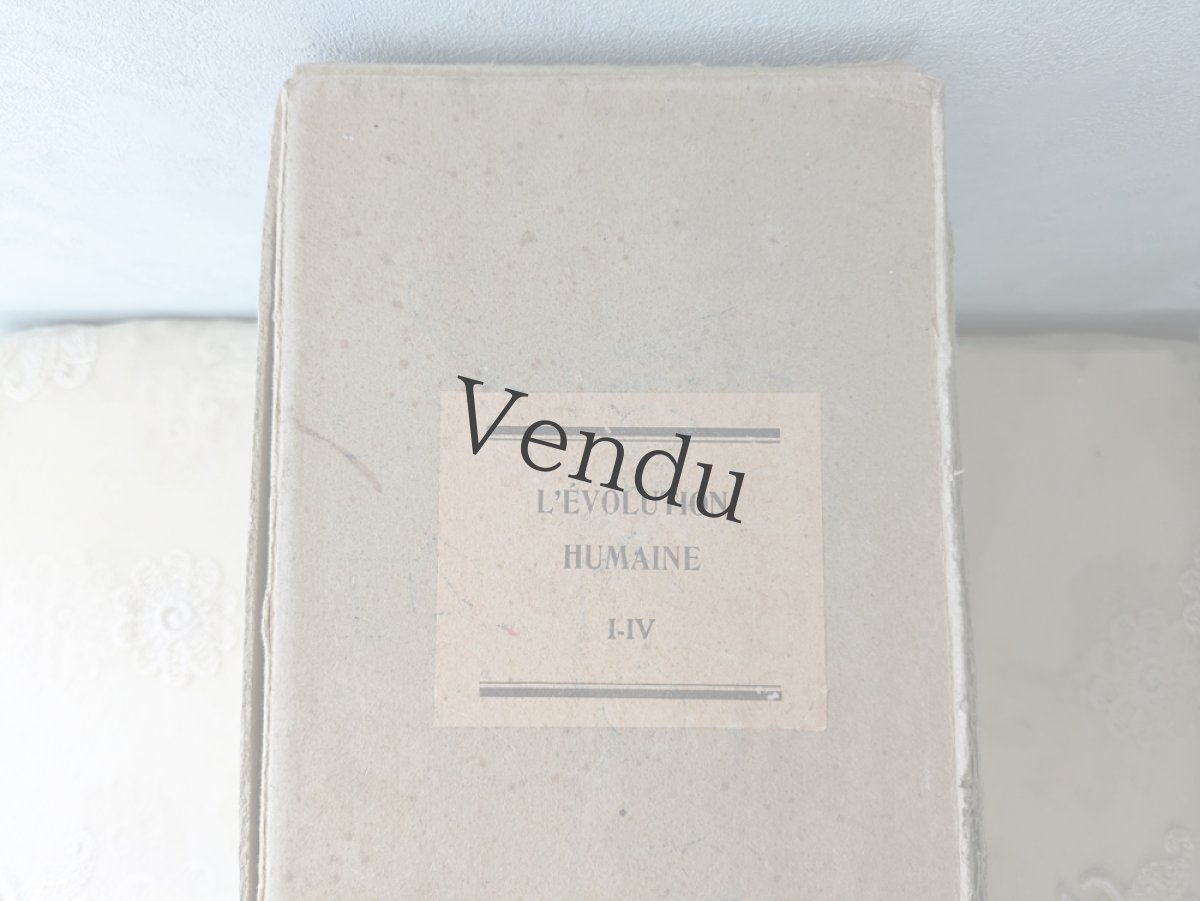 Vendu
L'ÉVOLUTION
HUMAINE
I-IV